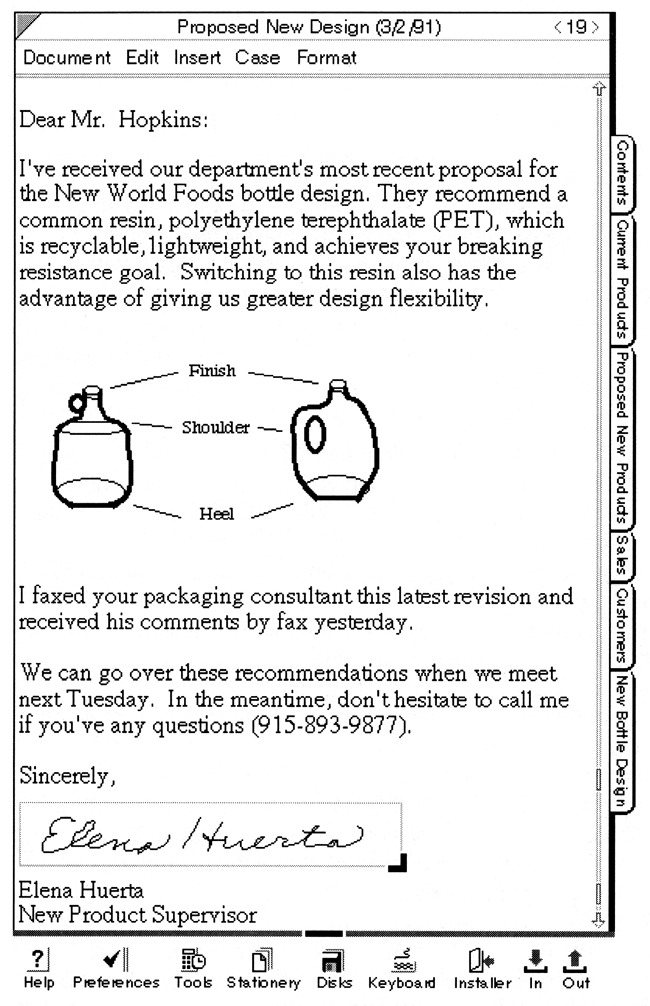 Proposed New Design (3/2/91) < 19 >
Document Edit Insert Case Format
Dear Mr. Hopkins:
I've received our department's most recent proposal for
the New World Foods bottle design. They recommend a
common resin, polyethylene terephthalate (PET), which
is recyclable, lightweight, and achieves your breaking
resistance goal. Switching to this resin also has the
advantage of giving us greater design flexibility.
Finish
Shoulder
Heel
I faxed your packaging consultant this latest revision and
received his comments by fax yesterday.
We can go over these recommendations when we meet
next Tuesday. In the meantime, don't hesitate to call me
if you've any questions (915-893-9877).
Sincerely,
Elena Huerta
Elena Huerta
New Product Supervisor
Contents
Current Products
Proposed New Products
Sales
Customers
New Bottle Design
? Help Preferences Tools Stationery Disks Keyboard Installer In Out